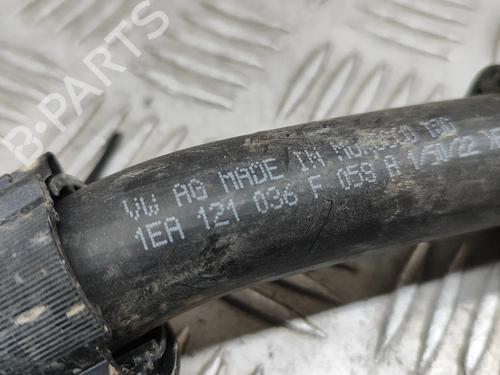 VW AG MADE IN
1EA 121 036 F 059 A
B-Parts